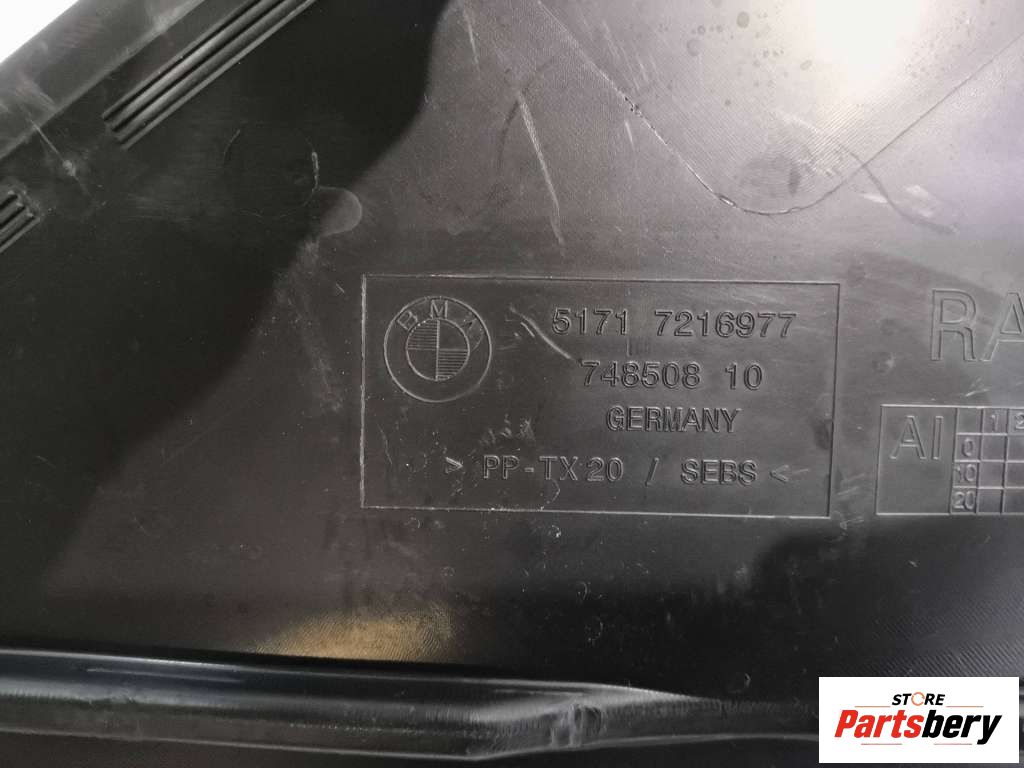 BMW
5171 7216977
748508 10
GERMANY
> PP-TX20 / SEBS <
RA
AI 1 2
0
10
20
STORE
Partsbery